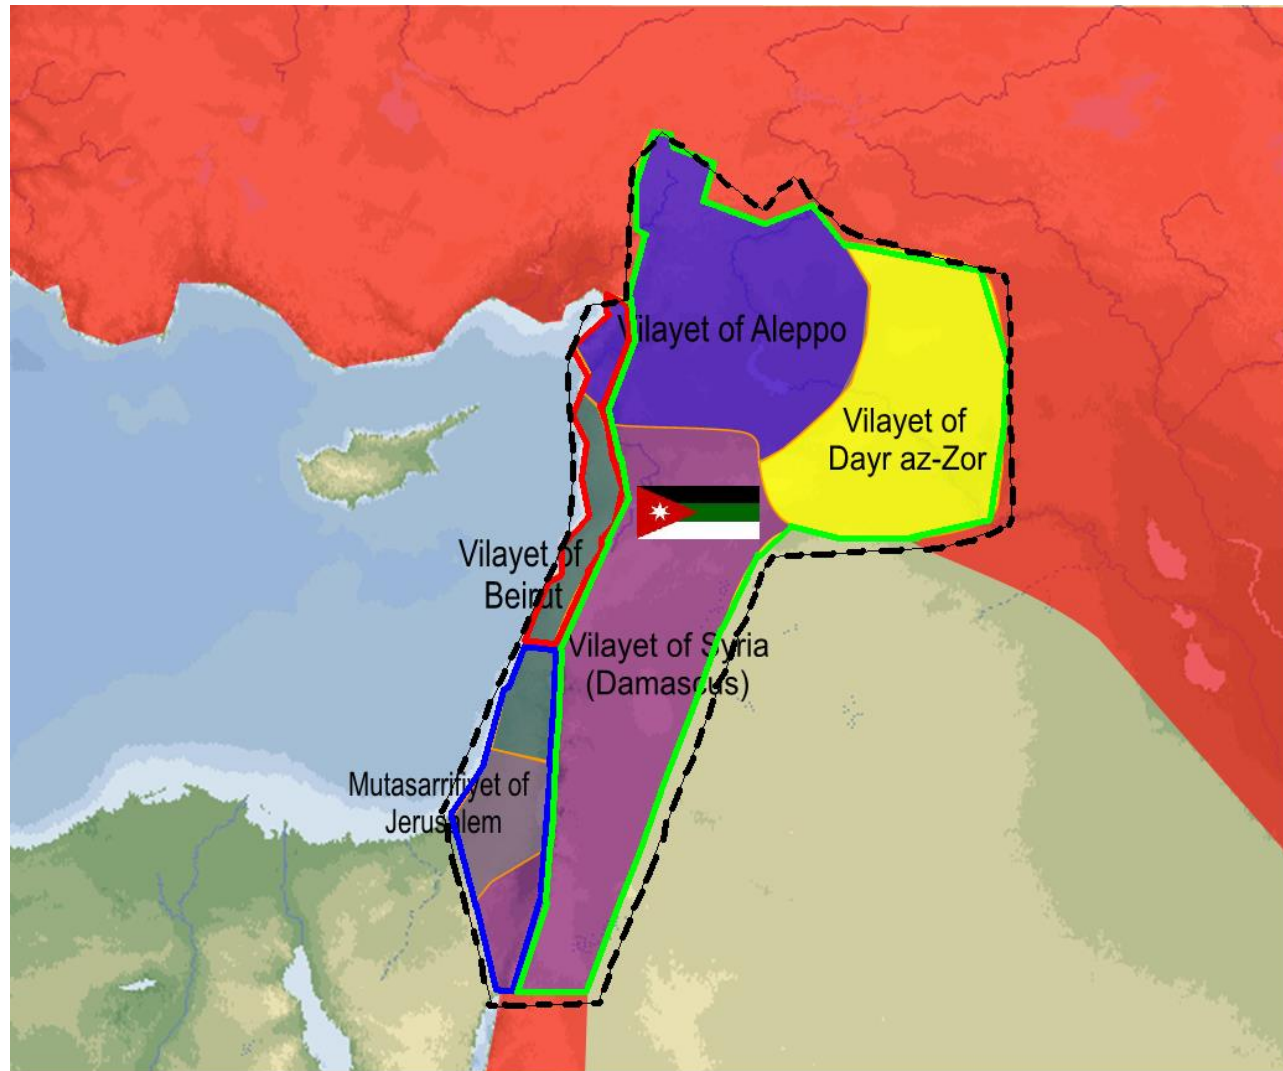 Vilayet of Aleppo
Vilayet of
Dayr az-Zor
Vilayet of
Beirut
Vilayet of Syria
(Damascus)
Mutasarrifiyet of
Jerusalem